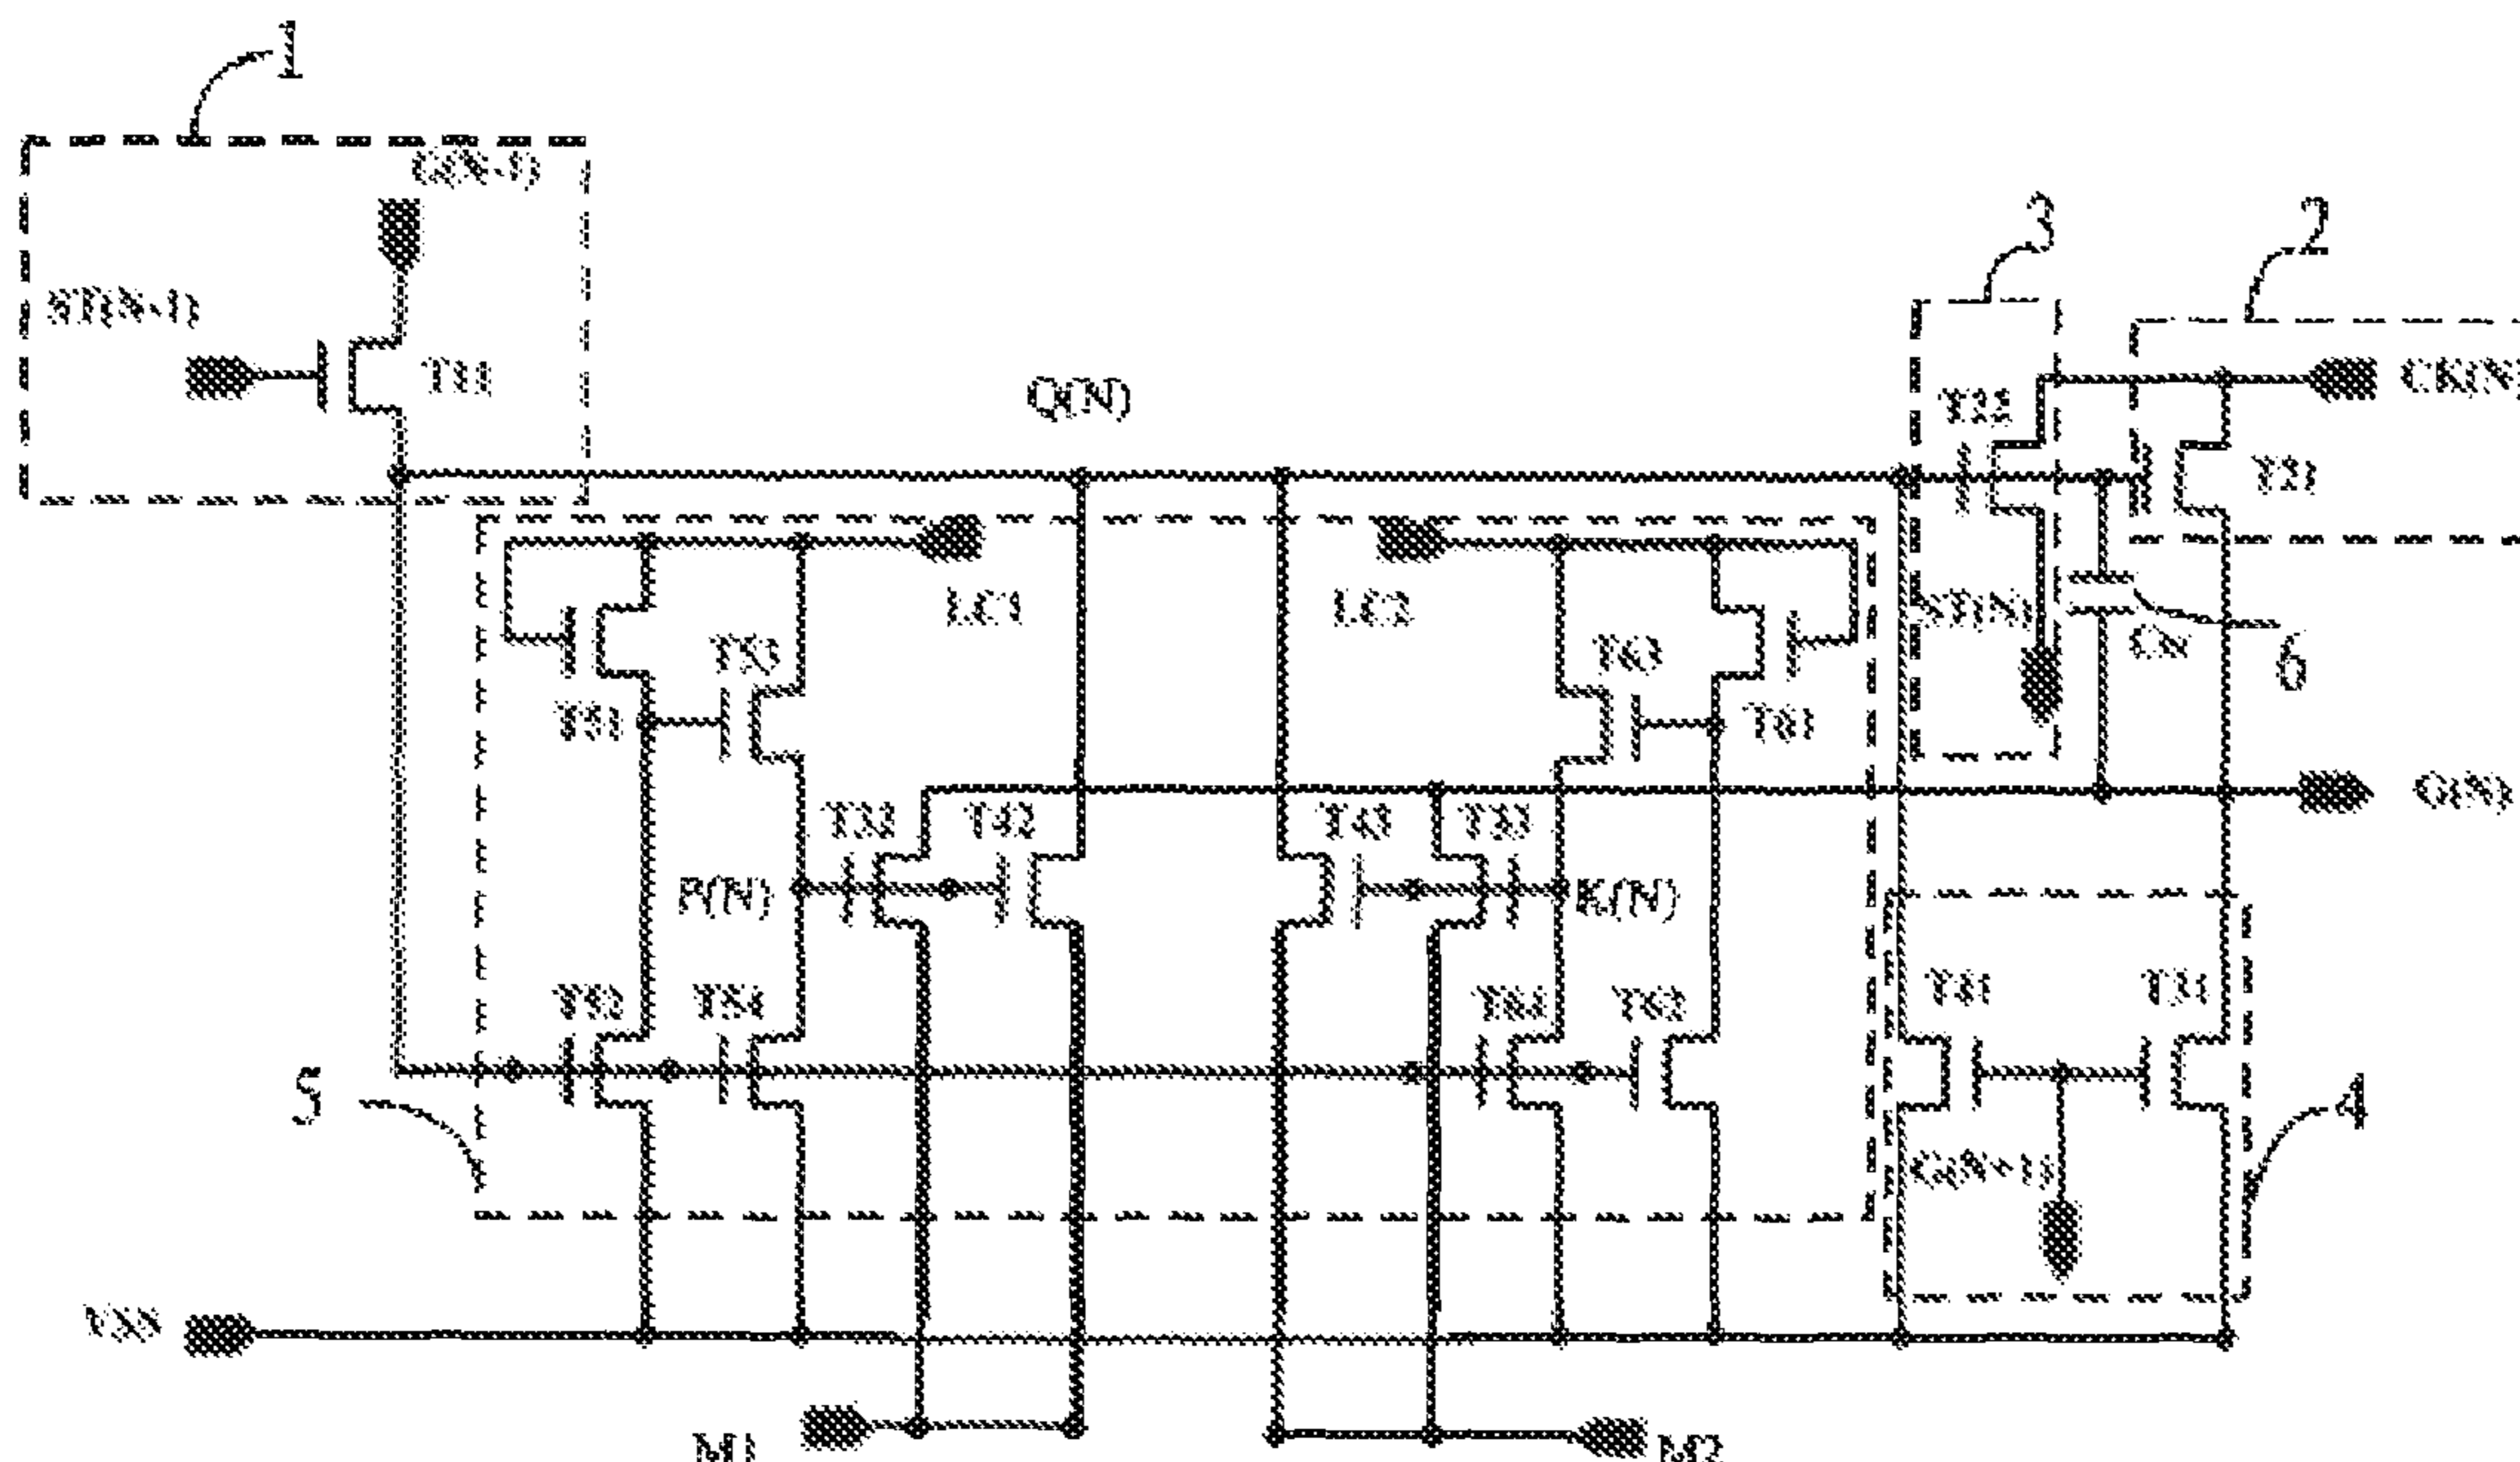 1
G(N-1)
ST(N-1)
T11
3
2
Q(N)
T22
CK(N)
T21
LC1
LC2
ST(N)
CN
6
T53
T63
T51
T61
T32
T42
T43
T33
G(N)
P(N)
K(N)
T52
T54
T64
T62
T41
T31
5
4
G(N+1)
VSS
M1
M2